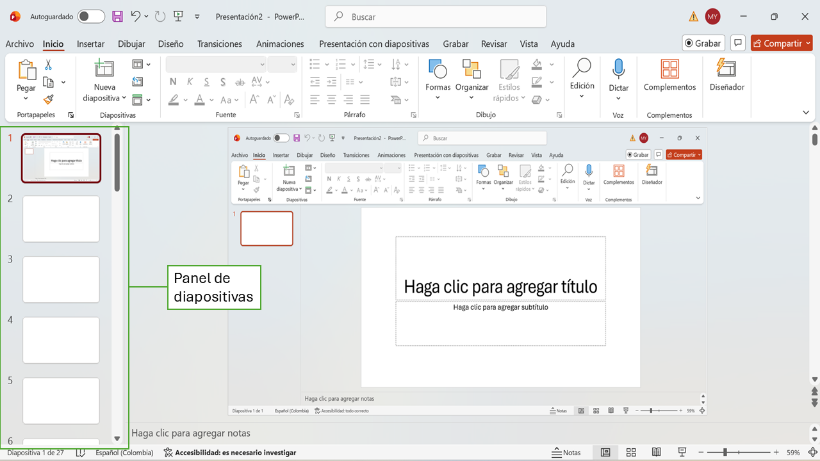 Autoguardado
Presentación2 - PowerP...
Buscar
MY
Archivo Inicio Insertar Dibujar Diseño Transiciones Animaciones Presentación con diapositivas Grabar Revisar Vista Ayuda
Grabar
Compartir
Pegar
Nueva
diapositiva
N K S S ab AV
Aa A A
Formas
Organizar
Estilos
rápidos
Edición
Dictar
Complementos
Diseñador
Portapapeles Diapositivas Fuente Párrafo Dibujo Voz Complementos
1
2
3
4
5
6
Panel de
diapositivas
Autoguardado
Presentación2 - PowerP...
Buscar
MY
Archivo Inicio Insertar Dibujar Diseño Transiciones Animaciones Presentación con diapositivas Grabar Revisar Vista Ayuda
Grabar
Compartir
Pegar
Nueva
diapositiva
Formas
Organizar
Estilos
rápidos
Edición
Dictar
Complementos
Diseñador
Portapapeles Diapositivas Fuente Párrafo Dibujo Voz Complementos
1
Haga clic para agregar título
Haga clic para agregar subtítulo
Haga clic para agregar notas
Diapositiva 1 de 1 Español (Colombia) Accesibilidad: todo correcto Notas 59%
Haga clic para agregar notas
Diapositiva 1 de 27 Español (Colombia) Accesibilidad: es necesario investigar Notas 59%